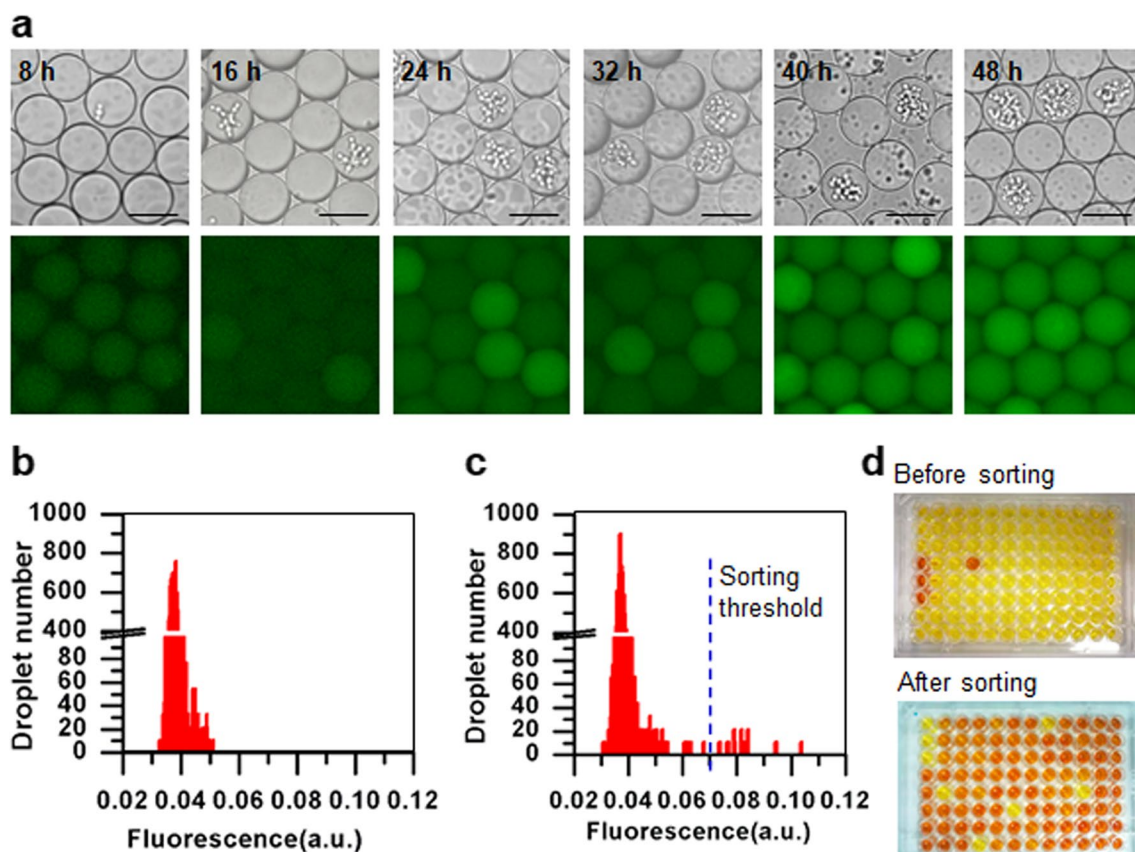 a
8 h 16 h 24 h 32 h 40 h 48 h
b
c
d
Before sorting
After sorting
Droplet number
1000
800
600
400
80
60
40
20
0
0.02 0.04 0.06 0.08 0.10 0.12
Fluorescence(a.u.)
Droplet number
1000
800
600
400
80
60
40
20
0
Sorting
threshold
0.02 0.04 0.06 0.08 0.10 0.12
Fluorescence(a.u.)